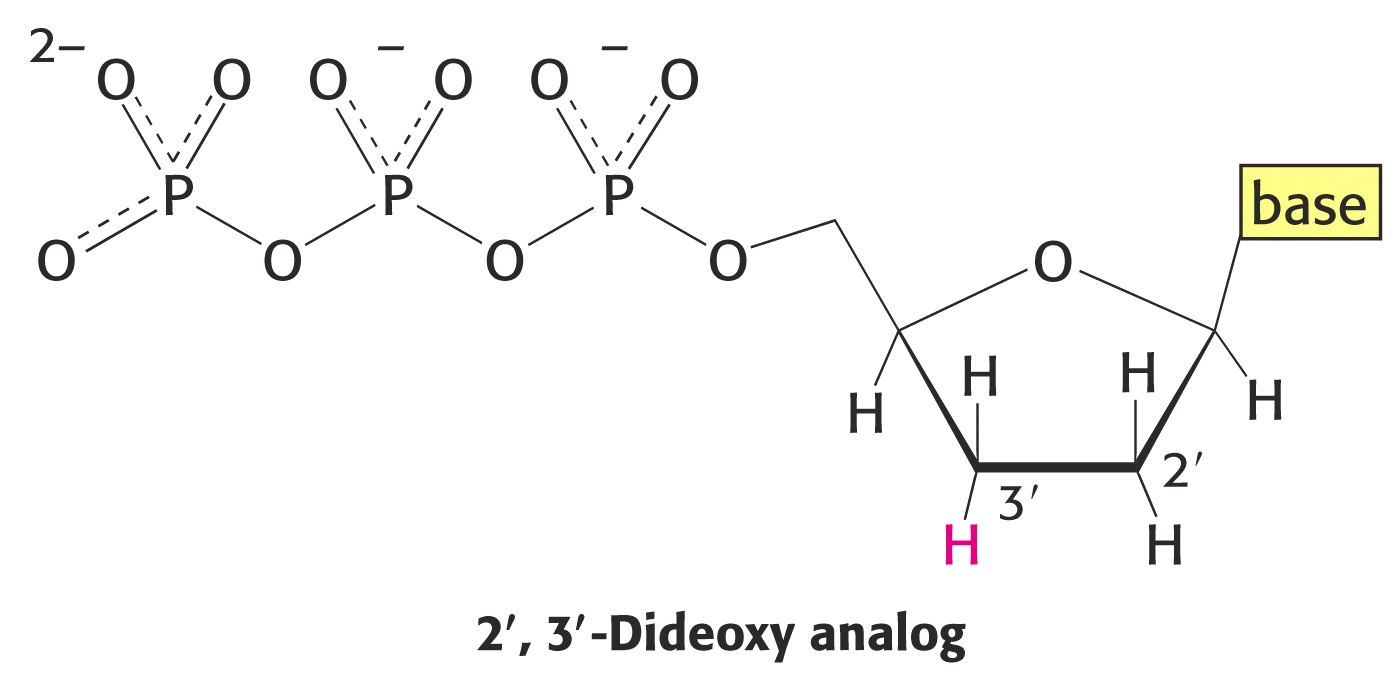 2– – –
O O O O O O
P P P base
O O O O O
H H H H
3′ 2′
H H
2′, 3′-Dideoxy analog